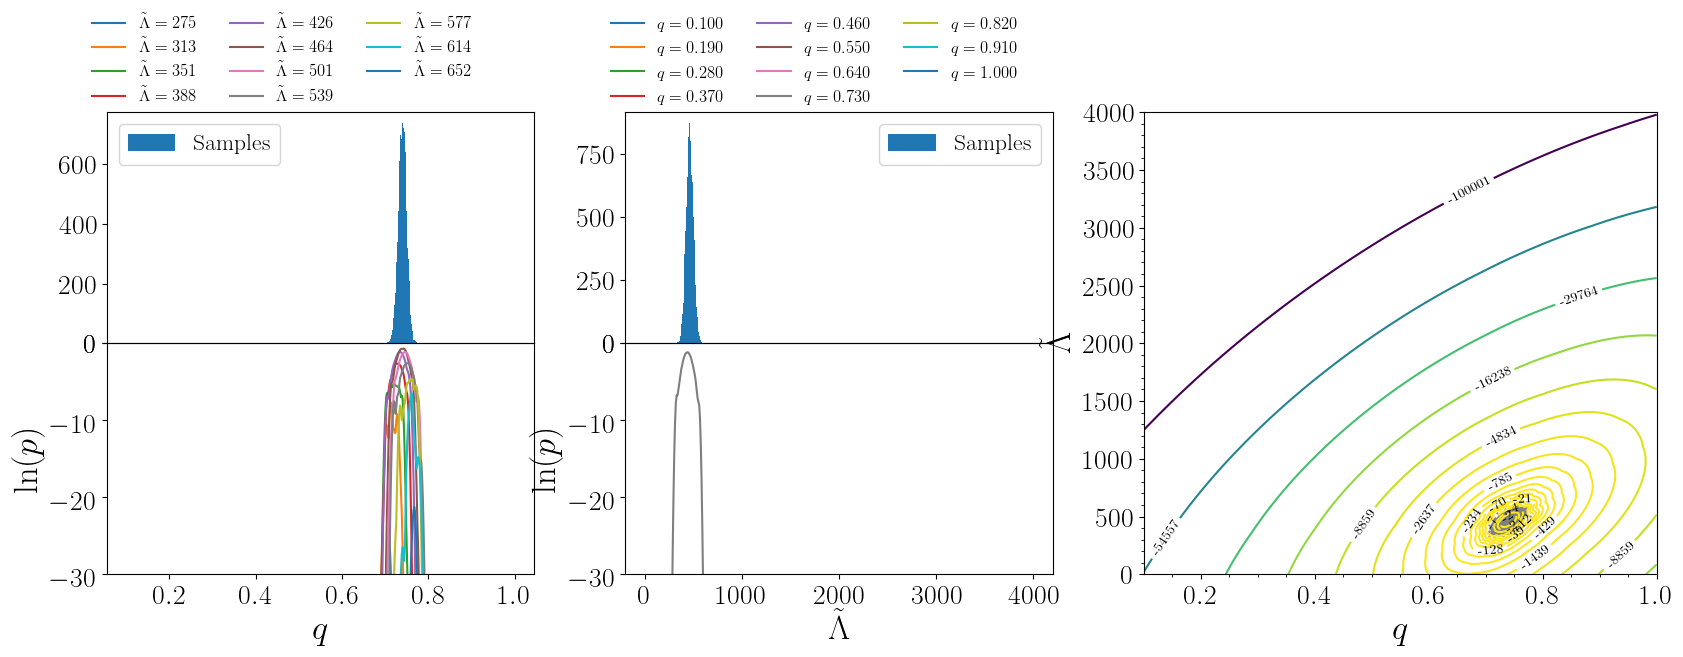 Λ̃ = 275 Λ̃ = 426 Λ̃ = 577
Λ̃ = 313 Λ̃ = 464 Λ̃ = 614
Λ̃ = 351 Λ̃ = 501 Λ̃ = 652
Λ̃ = 388 Λ̃ = 539
Samples
600
400
200
0
−10
−20
−30
ln(p)
0.2 0.4 0.6 0.8 1.0
q
q = 0.100 q = 0.460 q = 0.820
q = 0.190 q = 0.550 q = 0.910
q = 0.280 q = 0.640 q = 1.000
q = 0.370 q = 0.730
Samples
750
500
250
0
−10
−20
−30
ln(p)
0 1000 2000 3000 4000
Λ̃
4000
3500
3000
2500
2000
1500
1000
500
0
Λ̃
0.2 0.4 0.6 0.8 1.0
q
-100001
-29764
-16238
-4834
-785
-70 -21
-234
-2637
-8859
-54557
-12
-39
-429
-128
-1439
-8859